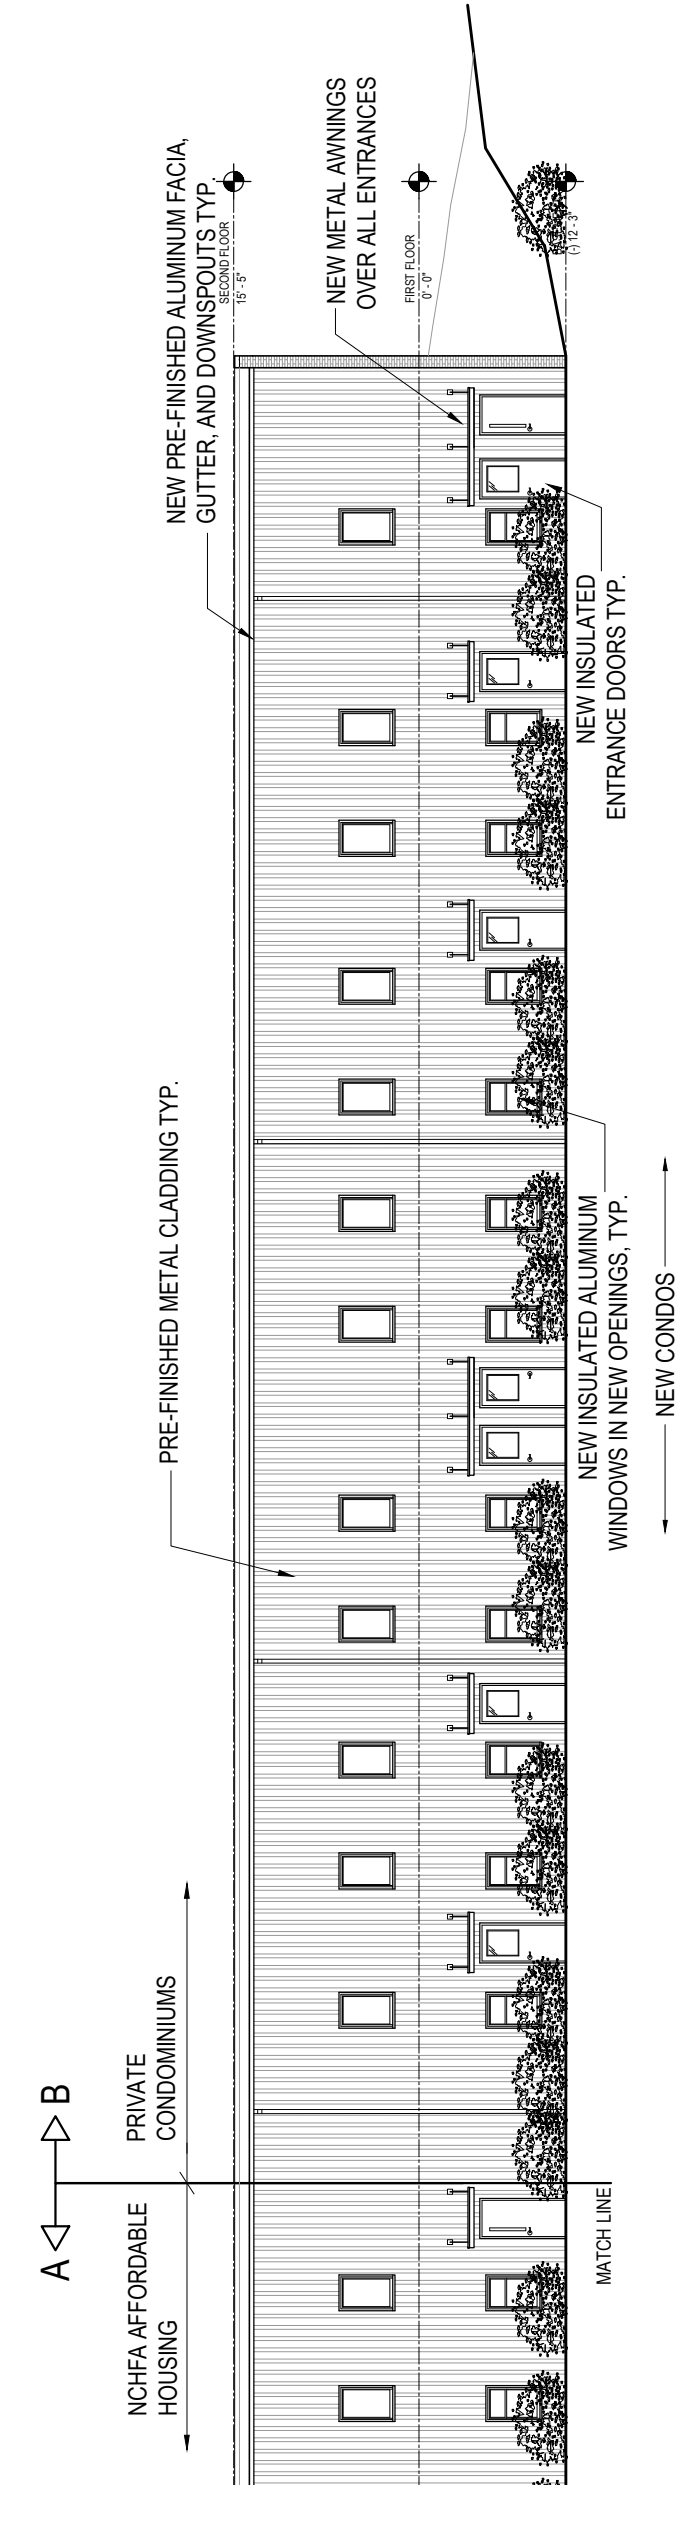 A
B
NCHFA AFFORDABLE
HOUSING
PRIVATE
CONDOMINIUMS
PRE-FINISHED METAL CLADDING TYP.
NEW PRE-FINISHED ALUMINUM FACIA,
GUTTER, AND DOWNSPOUTS TYP.
SECOND FLOOR
15' - 5"
NEW METAL AWNINGS
OVER ALL ENTRANCES
FIRST FLOOR
0' - 0"
(-) 12 - 3"
MATCH LINE
NEW INSULATED ALUMINUM
WINDOWS IN NEW OPENINGS, TYP.
NEW INSULATED
ENTRANCE DOORS TYP.
NEW CONDOS